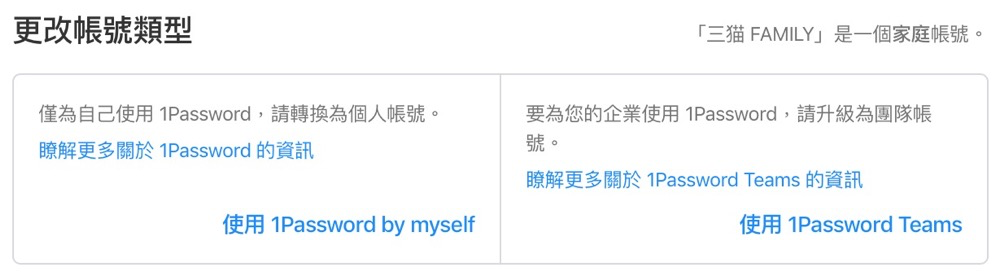 更改帳號類型
「三猫 FAMILY」是一個家庭帳號。
僅為自己使用 1Password，請轉換為個人帳號。
瞭解更多關於 1Password 的資訊
使用 1Password by myself
要為您的企業使用 1Password，請升級為團隊帳
號。
瞭解更多關於 1Password Teams 的資訊
使用 1Password Teams